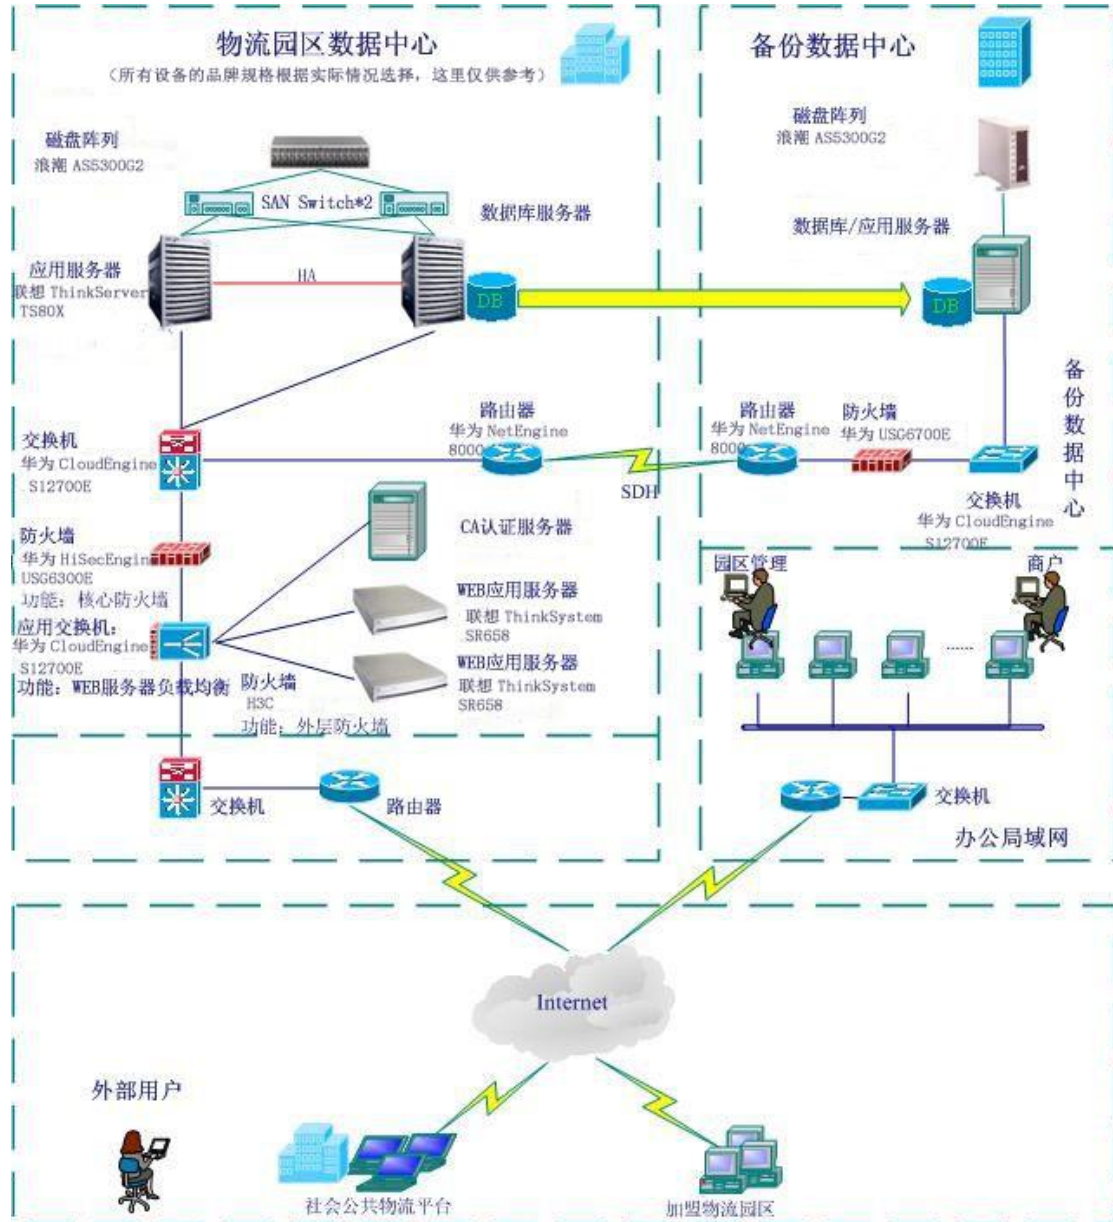 物流园区数据中心
（所有设备的品牌规格根据实际情况选择，这里仅供参考）
磁盘阵列
浪潮 AS5300G2
SAN Switch*2
数据库服务器
应用服务器
联想 ThinkServer
TS80X
HA
DB
交换机
华为 CloudEngine
S12700E
路由器
华为 NetEngine
8000
SDH
防火墙
华为 HiSecEngin
USG6300E
功能：核心防火墙
CA认证服务器
WEB应用服务器
联想 ThinkSystem
SR658
应用交换机：
华为 CloudEngine
S12700E
功能：WEB服务器负载均衡
WEB应用服务器
联想 ThinkSystem
SR658
防火墙
H3C
功能：外层防火墙
交换机
路由器
备份数据中心
磁盘阵列
浪潮 AS5300G2
数据库/应用服务器
DB
备份数据中心
路由器
华为 NetEngine
8000
防火墙
华为 USG6700E
交换机
华为 CloudEngine
S12700E
园区管理
商户
......
交换机
办公局域网
Internet
外部用户
社会公共物流平台
加盟物流园区